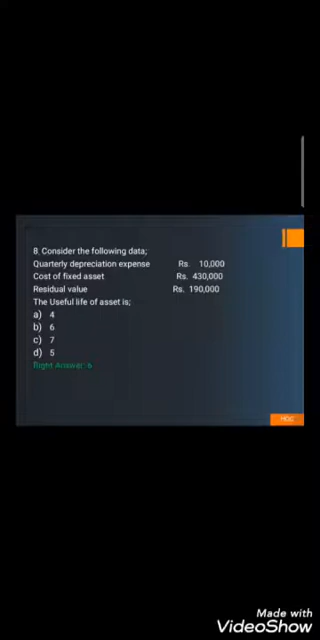 8. Consider the following data;
Quarterly depreciation expense Rs. 10,000
Cost of fixed asset Rs. 430,000
Residual value Rs. 190,000
The Useful life of asset is;
a) 4
b) 6
c) 7
d) 5
Right Answer: 6
Made with
VideoShow